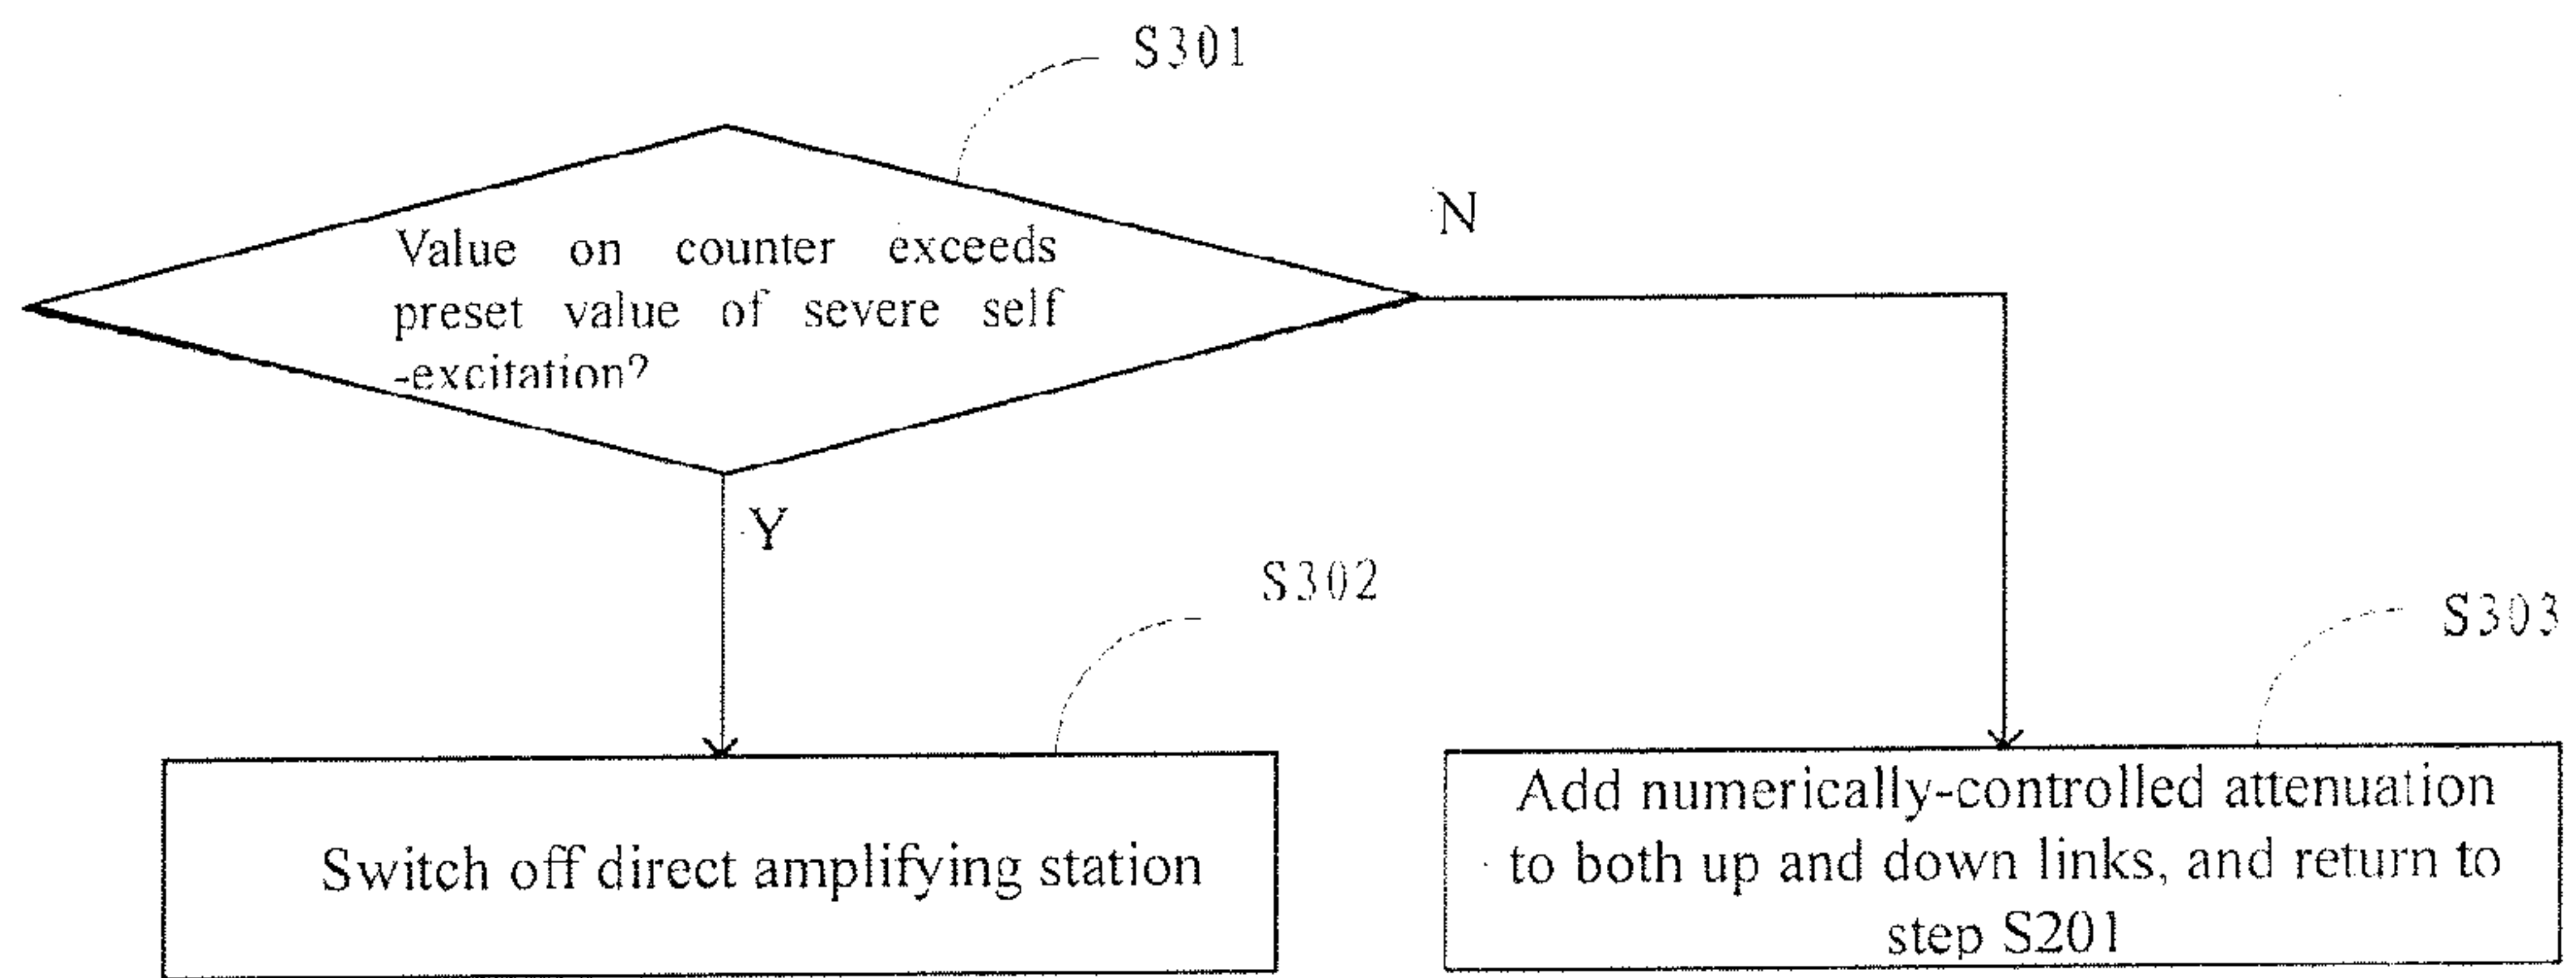 S301
Value on counter exceeds
preset value of severe self
-excitation?
N
Y
S302
S303
Switch off direct amplifying station
Add numerically-controlled attenuation
to both up and down links, and return to
step S201